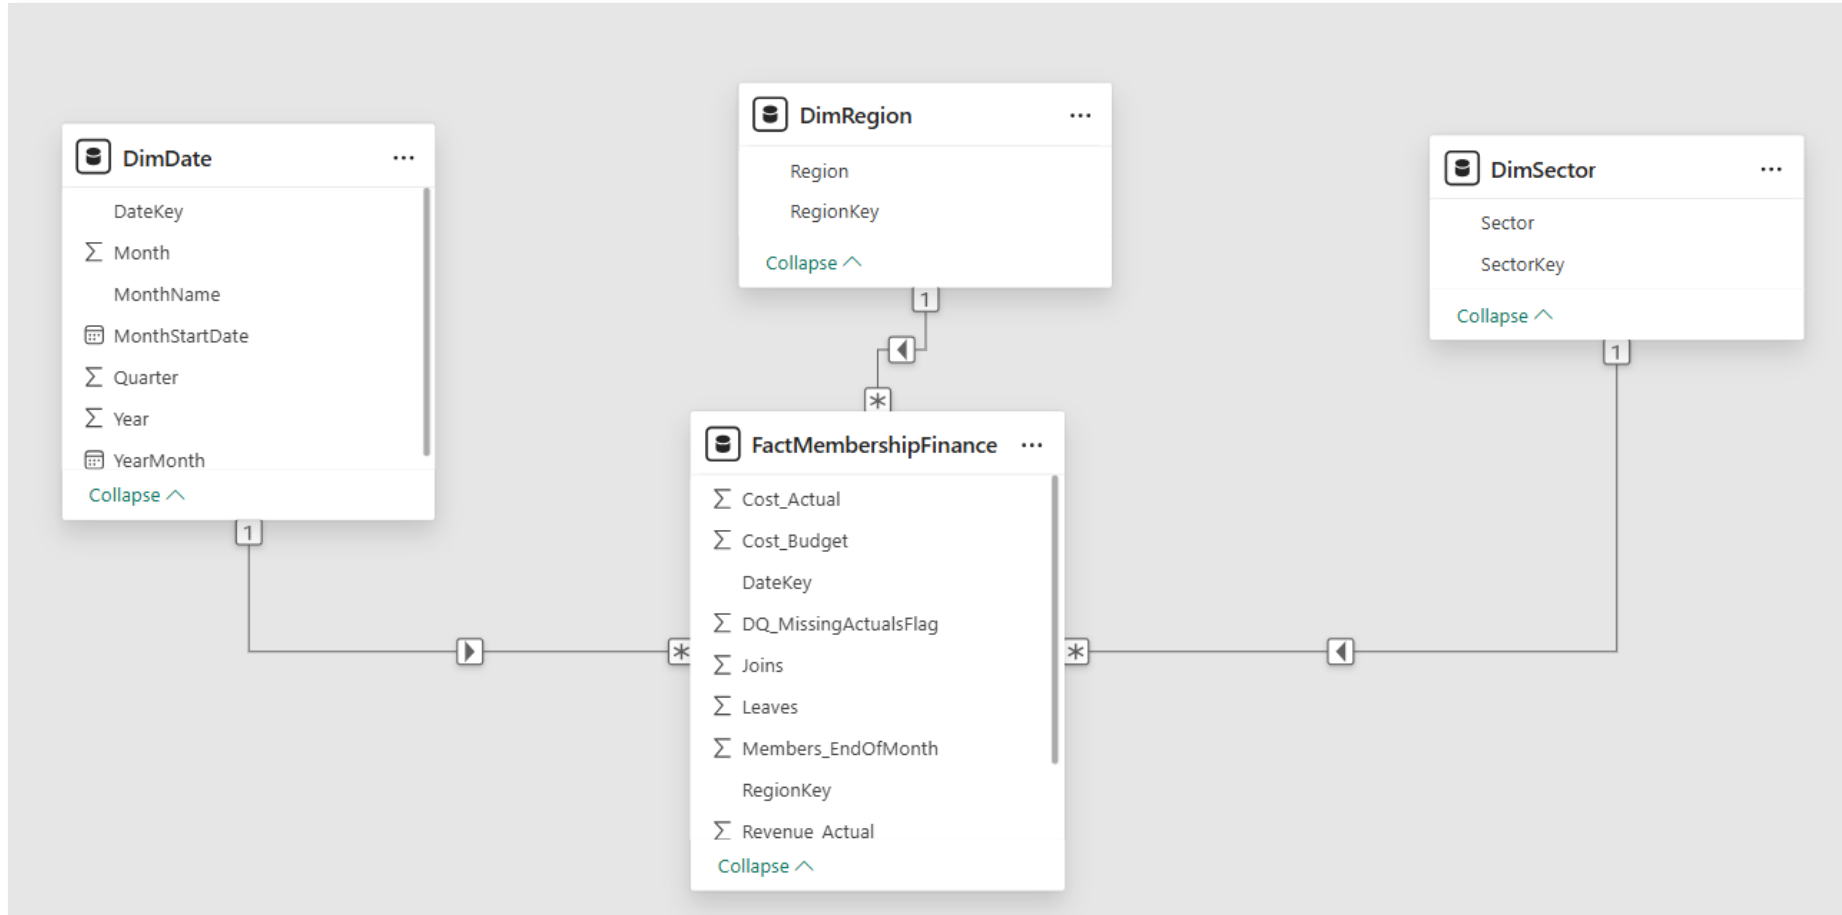 DimDate
DateKey
Month
MonthName
MonthStartDate
Quarter
Year
YearMonth
Collapse
1
DimRegion
Region
RegionKey
Collapse
1
*
DimSector
Sector
SectorKey
Collapse
1
FactMembershipFinance
Cost_Actual
Cost_Budget
DateKey
DQ_MissingActualsFlag
Joins
Leaves
Members_EndOfMonth
RegionKey
Revenue_Actual
Collapse
*
*